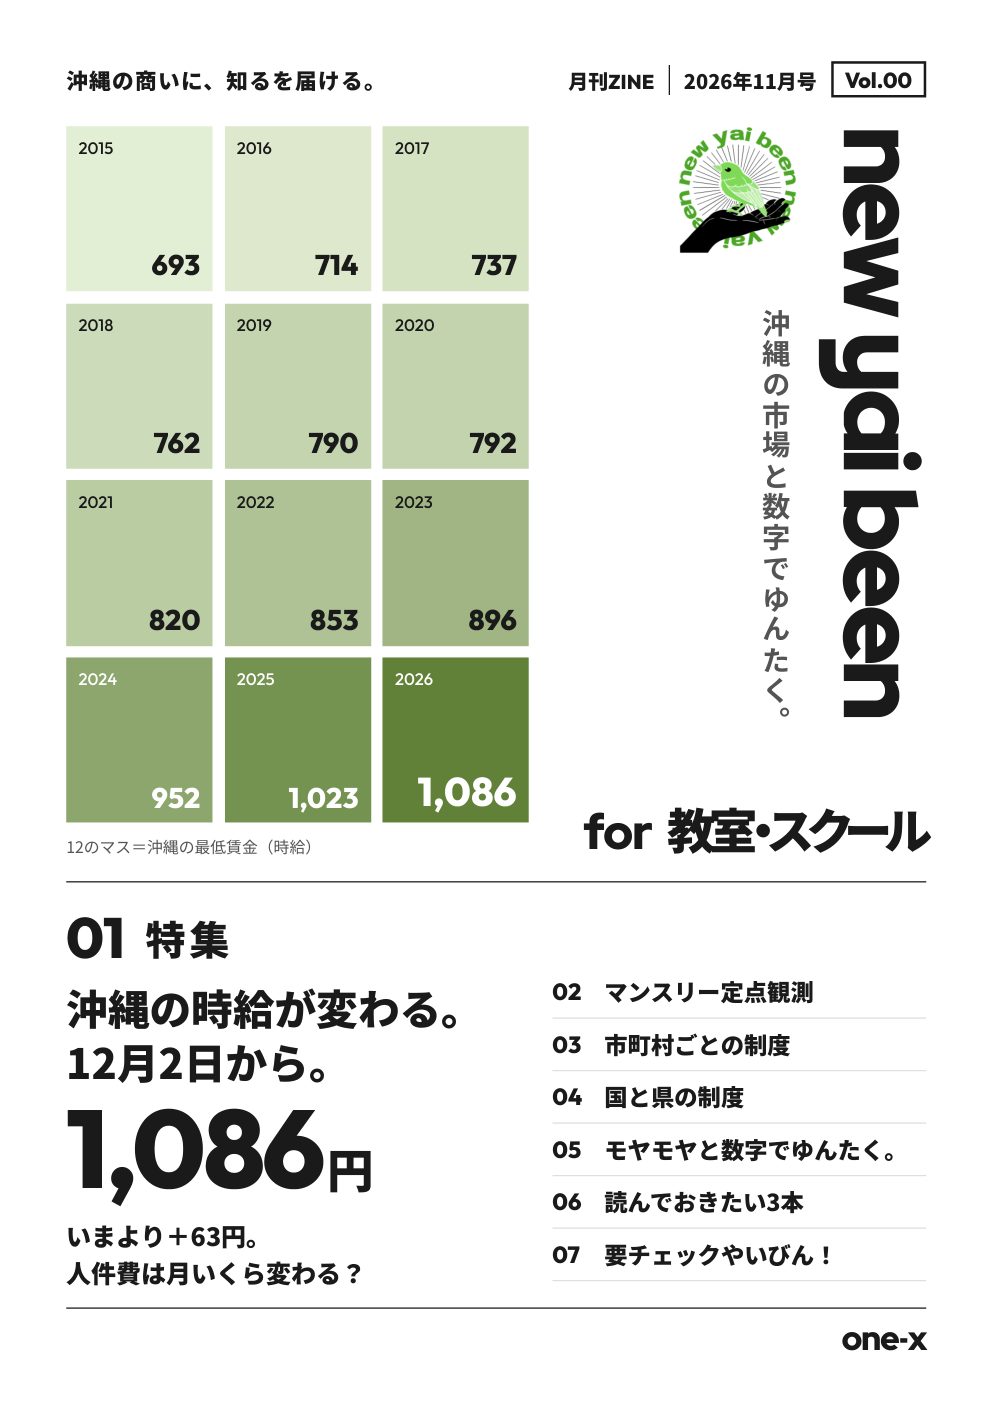 沖縄の商いに、知るを届ける。
月刊ZINE
2026年11月号
Vol.00
2015
693
2016
714
2017
737
2018
762
2019
790
2020
792
2021
820
2022
853
2023
896
2024
952
2025
1,023
2026
1,086
12のマス＝沖縄の最低賃金（時給）
new yai been new yai been
new yai been
沖縄の市場と数字でゆんたく。
for 教室・スクール
01 特集
沖縄の時給が変わる。
12月2日から。
1,086円
いまより＋63円。
人件費は月いくら変わる？
02 マンスリー定点観測
03 市町村ごとの制度
04 国と県の制度
05 モヤモヤと数字でゆんたく。
06 読んでおきたい3本
07 要チェックやいびん！
one-x